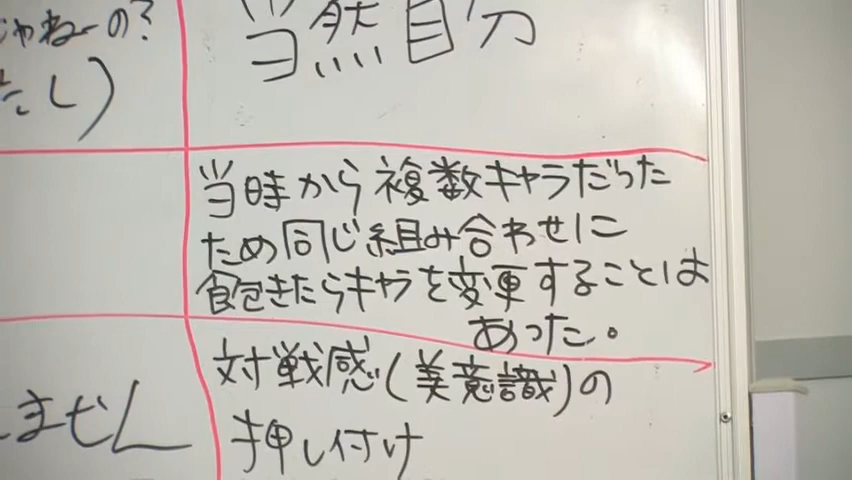 じゃねーの?
たし)
当然自分
当時から複数キャラだった
ため同じ組み合わせに
飽きたらキャラを変更することは
あった。
ません
対戦感(美意識)の
押し付け